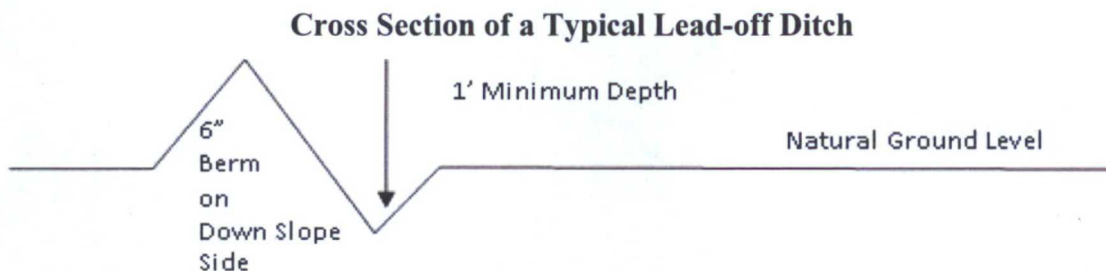 Cross Section of a Typical Lead-off Ditch
1' Minimum Depth
6"
Berm
on
Down Slope
Side
Natural Ground Level